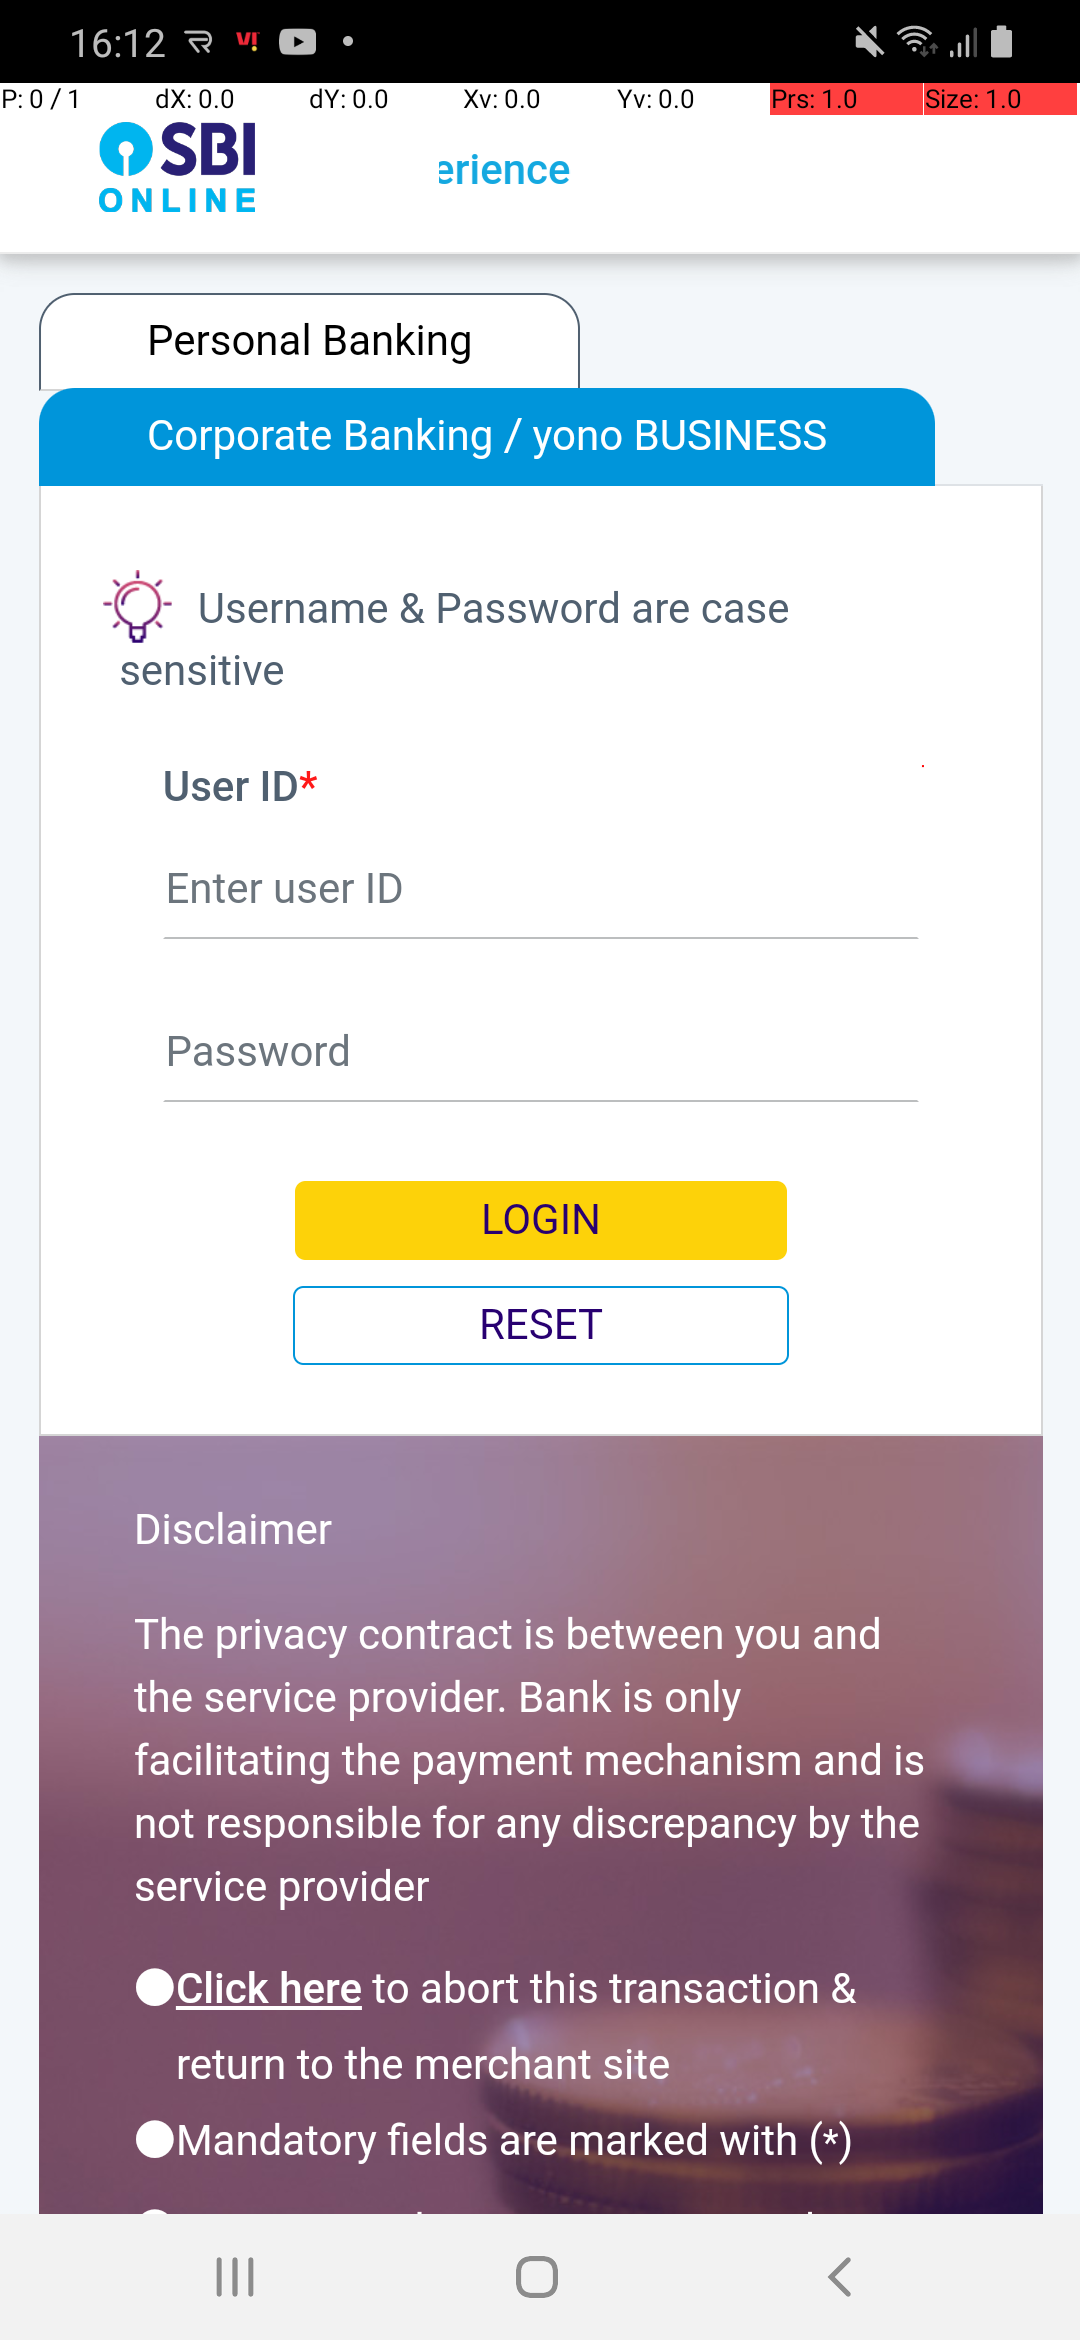 16:12
P: 0 / 1 dX: 0.0 dY: 0.0 Xv: 0.0 Yv: 0.0 Prs: 1.0 Size: 1.0
SBI
ONLINE
erience
Personal Banking
Corporate Banking / yono BUSINESS
Username & Password are case
sensitive
User ID*
Enter user ID
Password
LOGIN
RESET
Disclaimer
The privacy contract is between you and
the service provider. Bank is only
facilitating the payment mechanism and is
not responsible for any discrepancy by the
service provider
Click here to abort this transaction &
return to the merchant site
Mandatory fields are marked with (*)